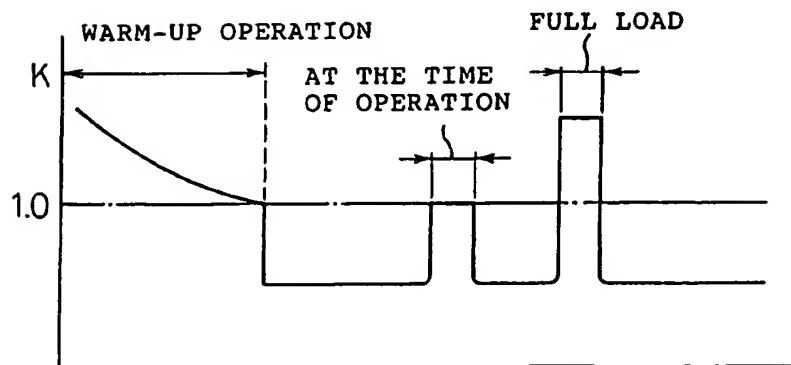 WARM-UP OPERATION
FULL LOAD
K
AT THE TIME
OF OPERATION
1.0